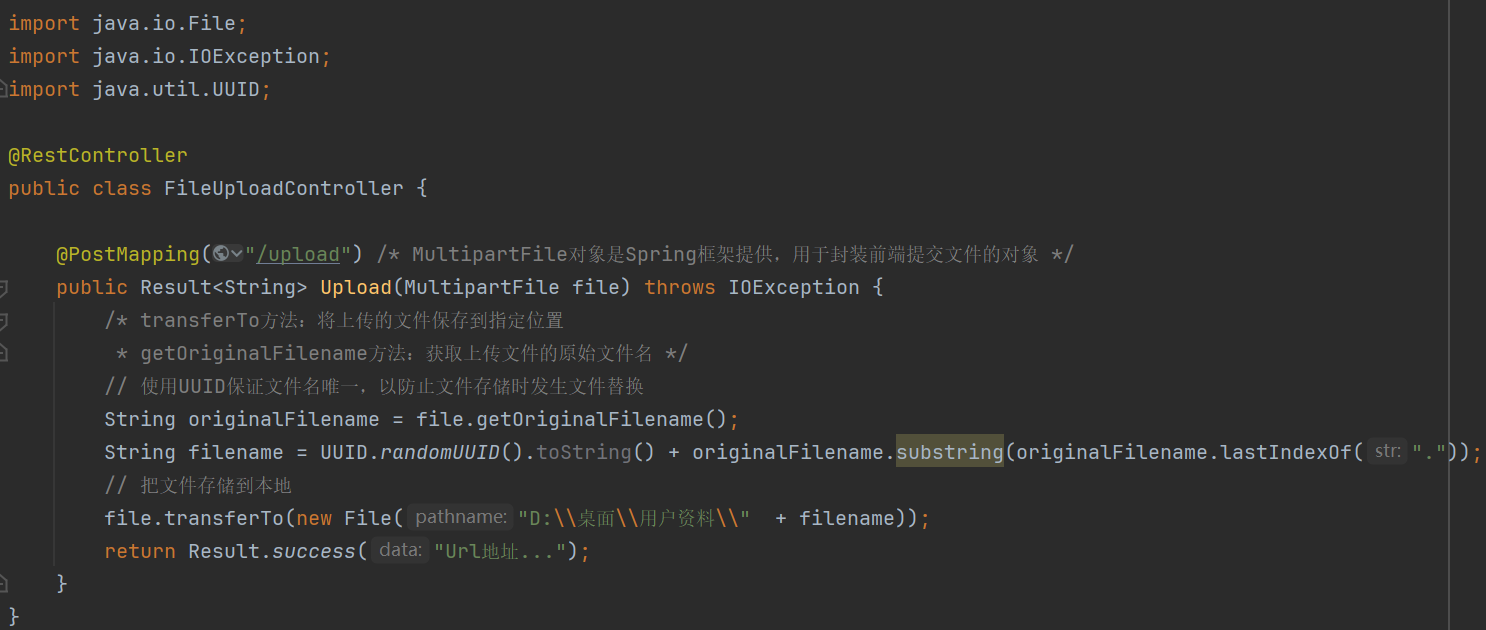 import java.io.File;
import java.io.IOException;
import java.util.UUID;
@RestController
public class FileUploadController {
@PostMapping("/upload") /* MultipartFile对象是Spring框架提供，用于封装前端提交文件的对象 */
public Result<String> Upload(MultipartFile file) throws IOException {
/* transferTo方法：将上传的文件保存到指定位置
* getOriginalFilename方法：获取上传文件的原始文件名 */
// 使用UUID保证文件名唯一，以防止文件存储时发生文件替换
String originalFilename = file.getOriginalFilename();
String filename = UUID.randomUUID().toString() + originalFilename.substring(originalFilename.lastIndexOf( str: "."));
// 把文件存储到本地
file.transferTo(new File( pathname: "D:\\桌面\\用户资料\\" + filename));
return Result.success( data: "Url地址...");
}
}